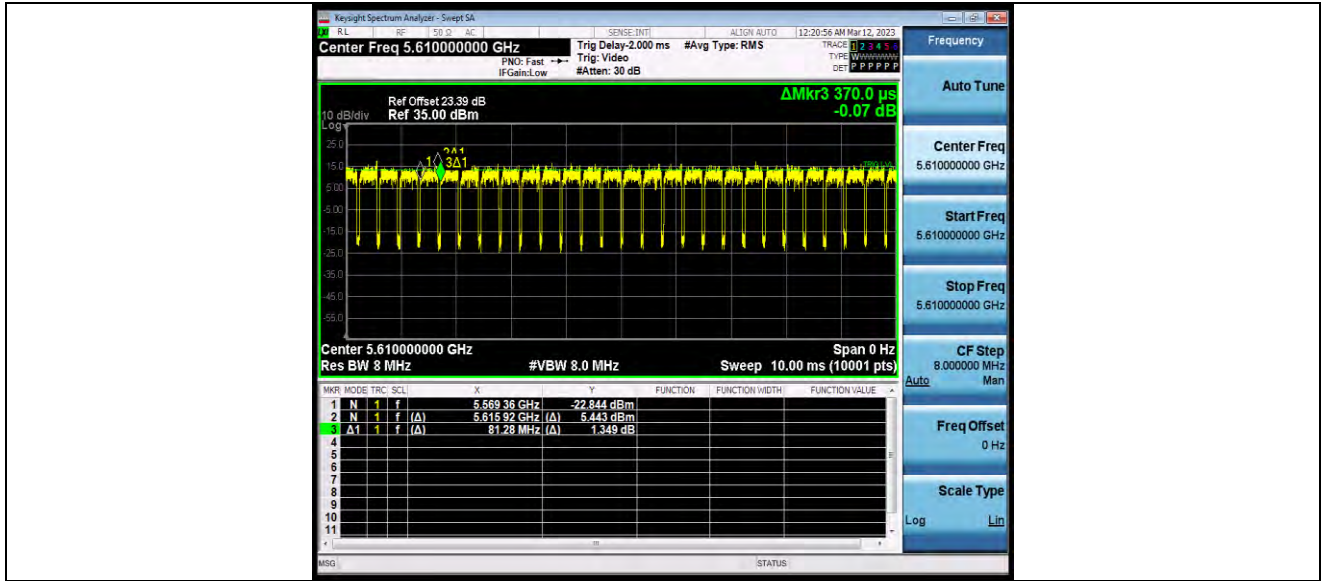 Keysight Spectrum Analyzer - Swept SA
RL RF 50 Ω AC SENSE:INT ALIGN AUTO 12:20:56 AM Mar 12, 2023
Center Freq 5.610000000 GHz
PNO: Fast
IFGain:Low
Trig Delay-2.000 ms
Trig: Video
#Atten: 30 dB
#Avg Type: RMS
TRACE 1 2 3 4 5 6
TYPE WWWWWW
DET P P P P P P
Ref Offset 23.39 dB
10 dB/div Ref 35.00 dBm
Log
ΔMkr3 370.0 µs
-0.07 dB
25.0
15.0
5.00
-5.00
-15.0
-25.0
-35.0
-45.0
-55.0
1
3Δ1
TRIG LVL
Center 5.610000000 GHz Span 0 Hz
Res BW 8 MHz #VBW 8.0 MHz Sweep 10.00 ms (10001 pts)
MKR MODE TRC SCL X Y FUNCTION FUNCTION WIDTH FUNCTION VALUE
1 N 1 f 5.569 36 GHz -22.844 dBm
2 N 1 f (Δ) 5.615 92 GHz (Δ) 5.443 dBm
3 Δ1 1 f (Δ) 81.28 MHz (Δ) 1.349 dB
4
5
6
7
8
9
10
11
MSG STATUS
Frequency
Auto Tune
Center Freq
5.610000000 GHz
Start Freq
5.610000000 GHz
Stop Freq
5.610000000 GHz
CF Step
8.000000 MHz
Auto Man
Freq Offset
0 Hz
Scale Type
Log Lin